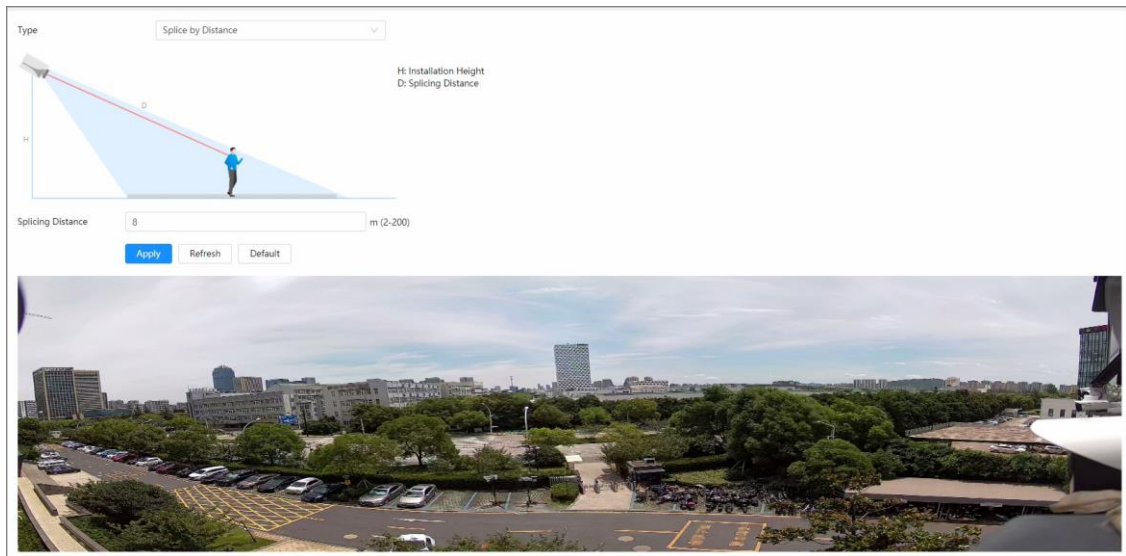 Type
Splice by Distance
H: Installation Height
D: Splicing Distance
D
H
Splicing Distance
8
m (2-200)
Apply
Refresh
Default